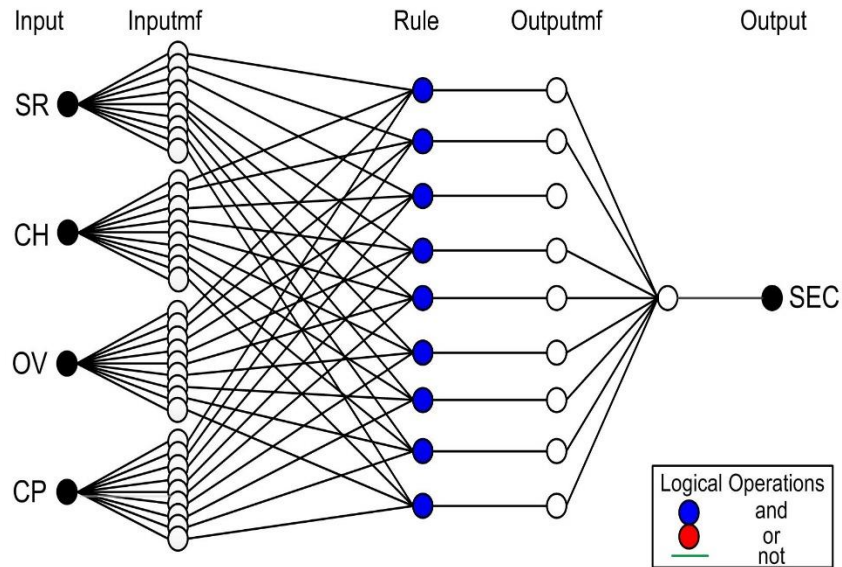 Input Inputmf Rule Outputmf Output
SR
CH
SEC
OV
CP
Logical Operations
and
or
not